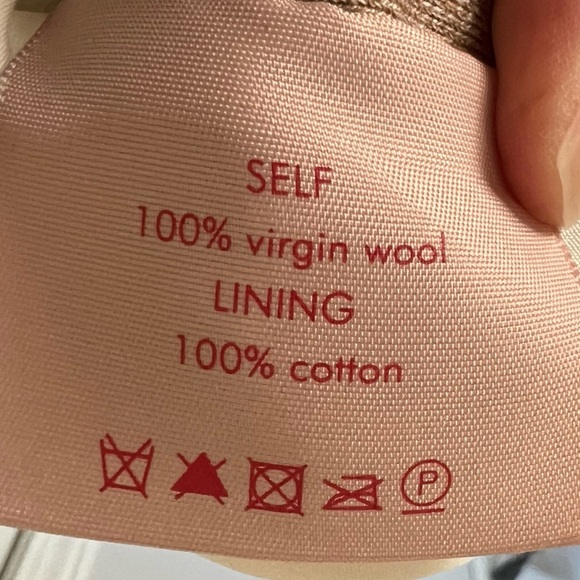 SELF
100% virgin wool
LINING
100% cotton
P